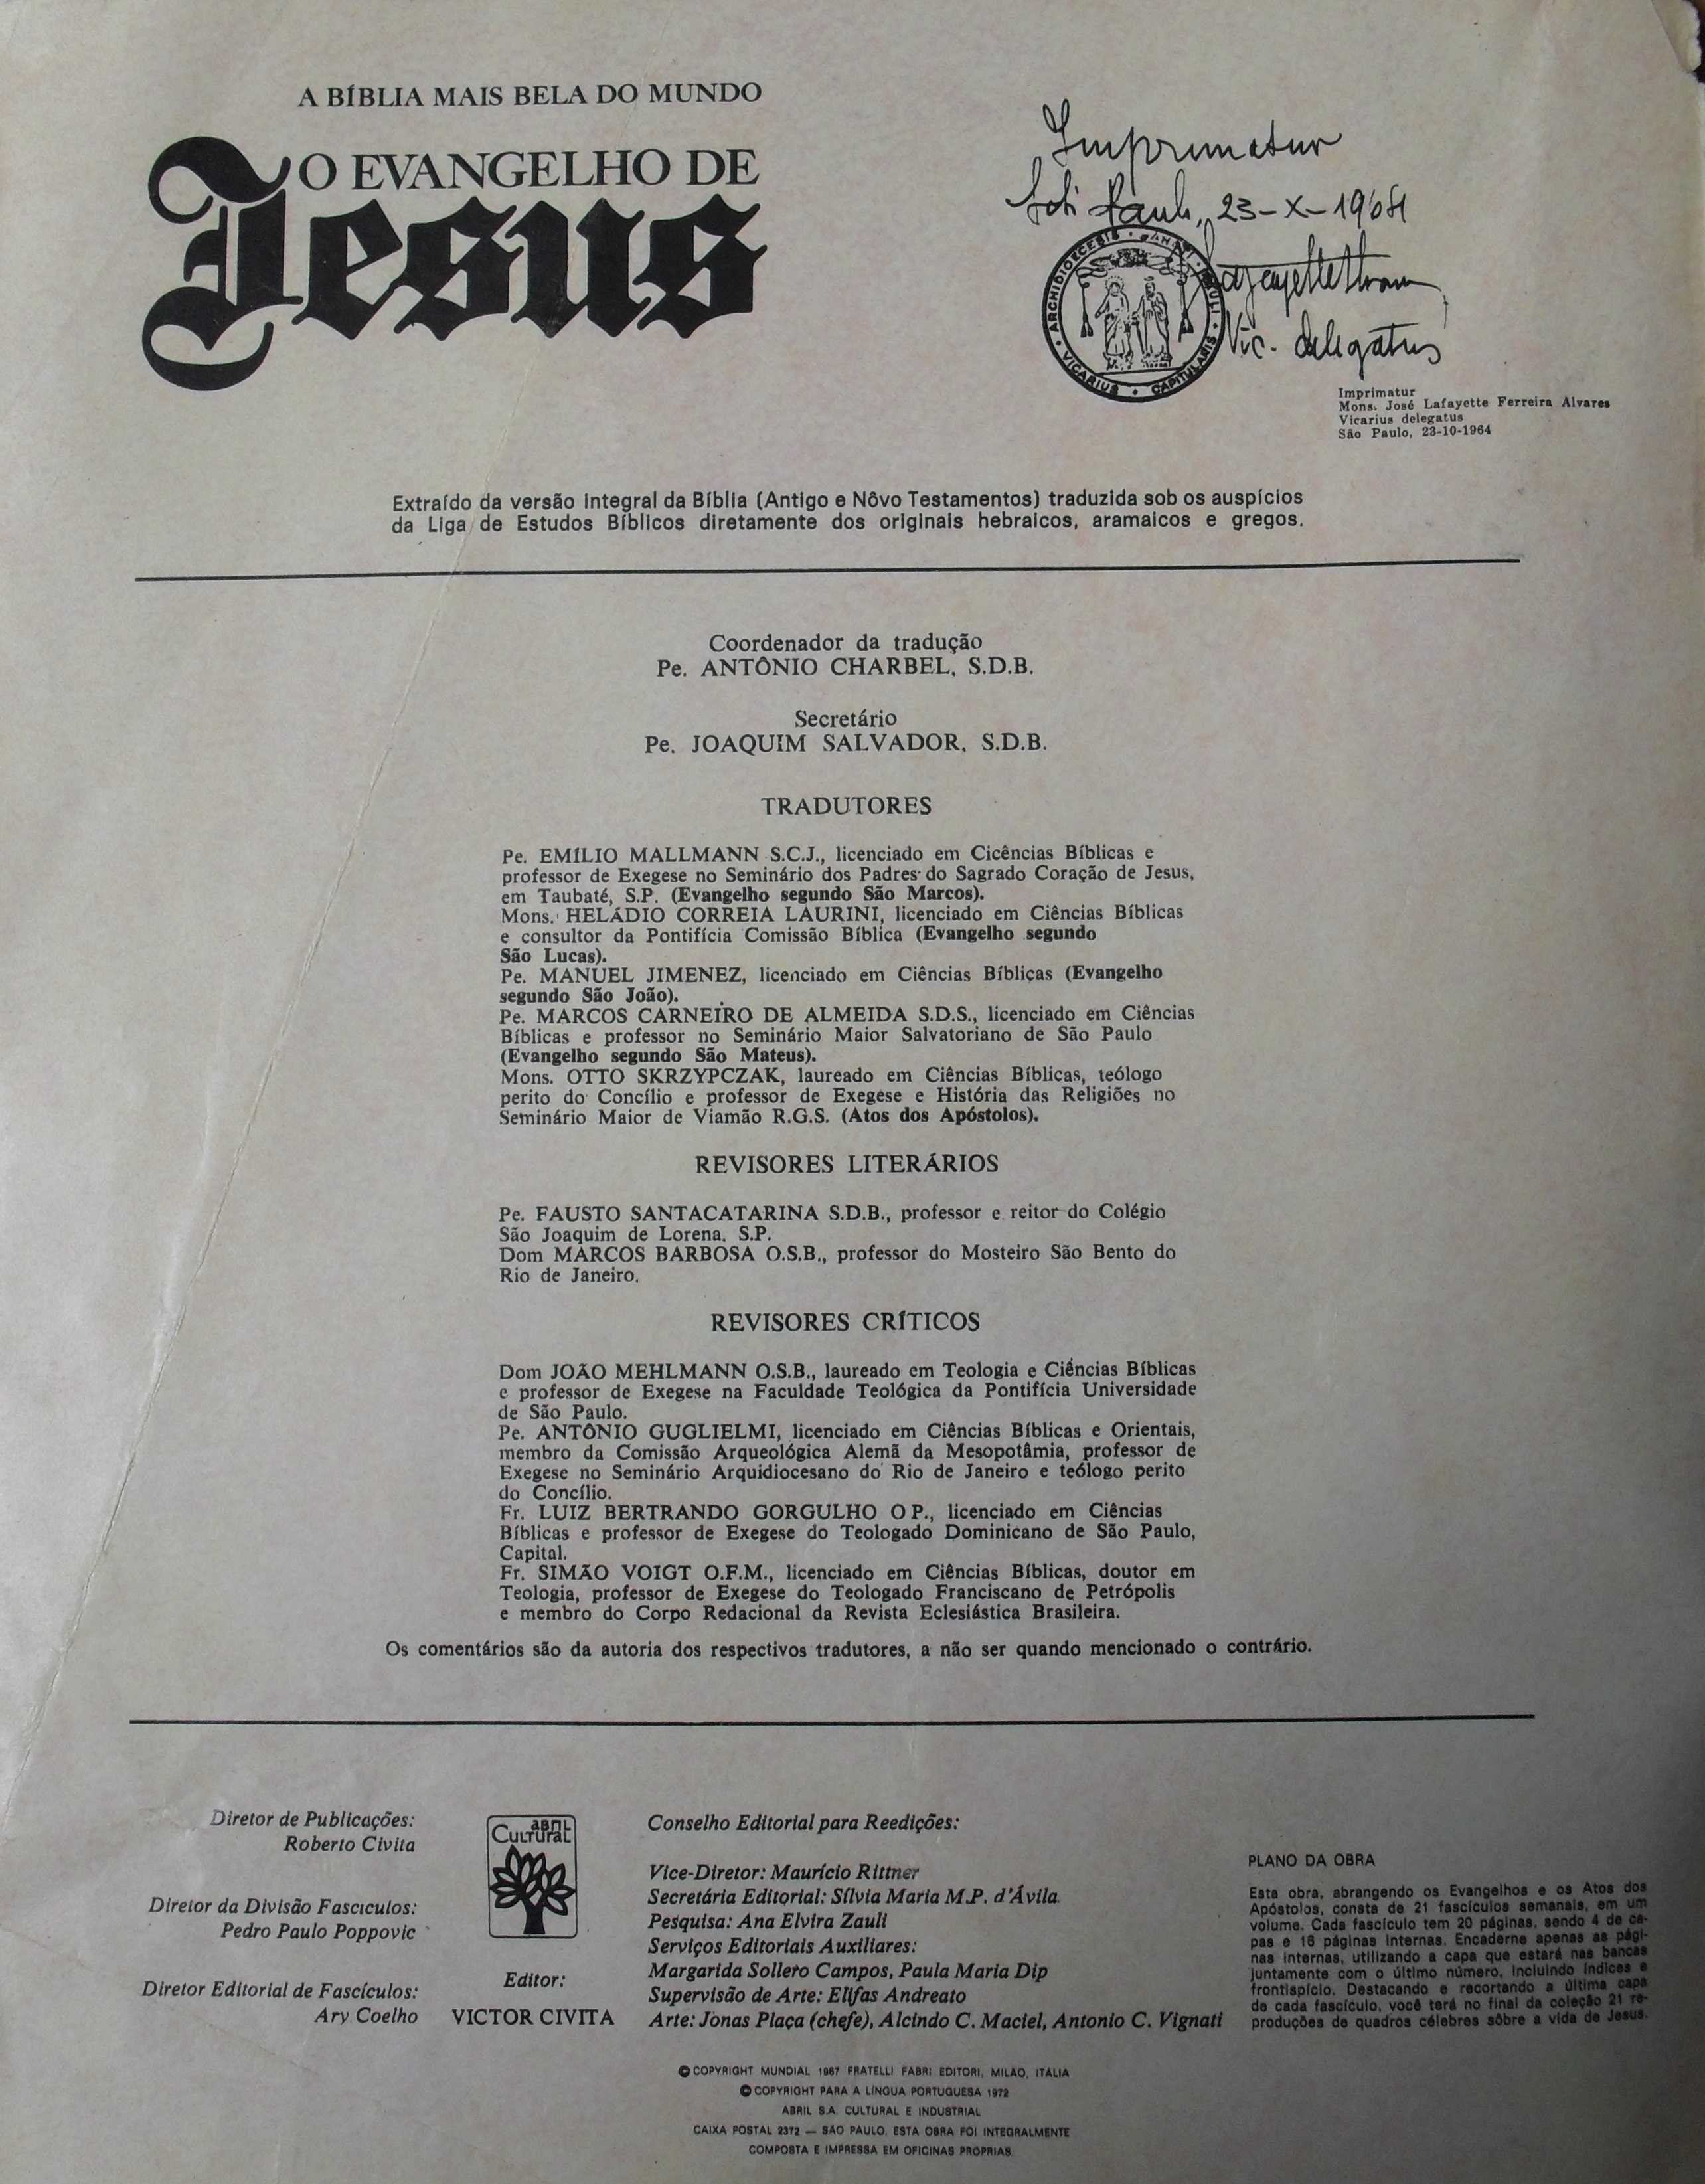 A BÍBLIA MAIS BELA DO MUNDO
O EVANGELHO DE
Jesus
Imprimatur
Pauli, 23-X-1964
Vic. delegatus
ARCHIDIOECESIS PAULI
VICARIUS CAPITULARIS
Imprimatur
Mons. José Lafayette Ferreira Alvares
Vicarius delegatus
São Paulo, 23-10-1964
Extraído da versão integral da Bíblia (Antigo e Nôvo Testamentos) traduzida sob os auspícios
da Liga de Estudos Bíblicos diretamente dos originais hebraicos, aramaicos e gregos.
Coordenador da tradução
Pe. ANTÔNIO CHARBEL, S.D.B.
Secretário
Pe. JOAQUIM SALVADOR, S.D.B.
TRADUTORES
Pe. EMÍLIO MALLMANN S.C.J., licenciado em Cicências Bíblicas e
professor de Exegese no Seminário dos Padres do Sagrado Coração de Jesus,
em Taubaté, S.P. (Evangelho segundo São Marcos).
Mons. HELÁDIO CORREIA LAURINI, licenciado em Ciências Bíblicas
e consultor da Pontifícia Comissão Bíblica (Evangelho segundo
São Lucas).
Pe. MANUEL JIMENEZ, licenciado em Ciências Bíblicas (Evangelho
segundo São João).
Pe. MARCOS CARNEIRO DE ALMEIDA S.D.S., licenciado em Ciências
Bíblicas e professor no Seminário Maior Salvatoriano de São Paulo
(Evangelho segundo São Mateus).
Mons. OTTO SKRZYPCZAK, laureado em Ciências Bíblicas, teólogo
perito do Concílio e professor de Exegese e História das Religiões no
Seminário Maior de Viamão R.G.S. (Atos dos Apóstolos).
REVISORES LITERÁRIOS
Pe. FAUSTO SANTACATARINA S.D.B., professor e reitor do Colégio
São Joaquim de Lorena, S.P.
Dom MARCOS BARBOSA O.S.B., professor do Mosteiro São Bento do
Rio de Janeiro.
REVISORES CRÍTICOS
Dom JOÃO MEHLMANN O.S.B., laureado em Teologia e Ciências Bíblicas
e professor de Exegese na Faculdade Teológica da Pontifícia Universidade
de São Paulo.
Pe. ANTÔNIO GUGLIELMI, licenciado em Ciências Bíblicas e Orientais,
membro da Comissão Arqueológica Alemã da Mesopotâmia, professor de
Exegese no Seminário Arquidiocesano do Rio de Janeiro e teólogo perito
do Concílio.
Fr. LUIZ BERTRANDO GORGULHO O P., licenciado em Ciências
Bíblicas e professor de Exegese do Teologado Dominicano de São Paulo,
Capital.
Fr. SIMÃO VOIGT O.F.M., licenciado em Ciências Bíblicas, doutor em
Teologia, professor de Exegese do Teologado Franciscano de Petrópolis
e membro do Corpo Redacional da Revista Eclesiástica Brasileira.
Os comentários são da autoria dos respectivos tradutores, a não ser quando mencionado o contrário.
Diretor de Publicações:
Roberto Civita
Diretor da Divisão Fascículos:
Pedro Paulo Poppovic
Diretor Editorial de Fascículos:
Ary Coelho
ABRIL
CULTURAL
Editor:
VICTOR CIVITA
Conselho Editorial para Reedições:
Vice-Diretor: Maurício Rittner
Secretária Editorial: Sílvia Maria M.P. d'Ávila
Pesquisa: Ana Elvira Zauli
Serviços Editoriais Auxiliares:
Margarida Sollero Campos, Paula Maria Dip
Supervisão de Arte: Elifas Andreato
Arte: Jonas Plaça (chefe), Alcindo C. Maciel, Antonio C. Vignati
PLANO DA OBRA
Esta obra, abrangendo os Evangelhos e os Atos dos
Apóstolos, consta de 21 fascículos semanais, em um
volume. Cada fascículo tem 20 páginas, sendo 4 de ca-
pas e 16 páginas internas. Encaderne apenas as pági-
nas internas, utilizando a capa que estará nas bancas
juntamente com o último número, incluindo índices e
frontispício. Destacando e recortando a última capa
de cada fascículo, você terá no final da coleção 21 re-
produções de quadros célebres sôbre a vida de Jesus.
© COPYRIGHT MUNDIAL 1967 FRATELLI FABRI EDITORI, MILÃO, ITÁLIA
© COPYRIGHT PARA A LÍNGUA PORTUGUESA 1972
ABRIL S.A. CULTURAL E INDUSTRIAL
CAIXA POSTAL 2372 — SÃO PAULO. ESTA OBRA FOI INTEGRALMENTE
COMPOSTA E IMPRESSA EM OFICINAS PRÓPRIAS.